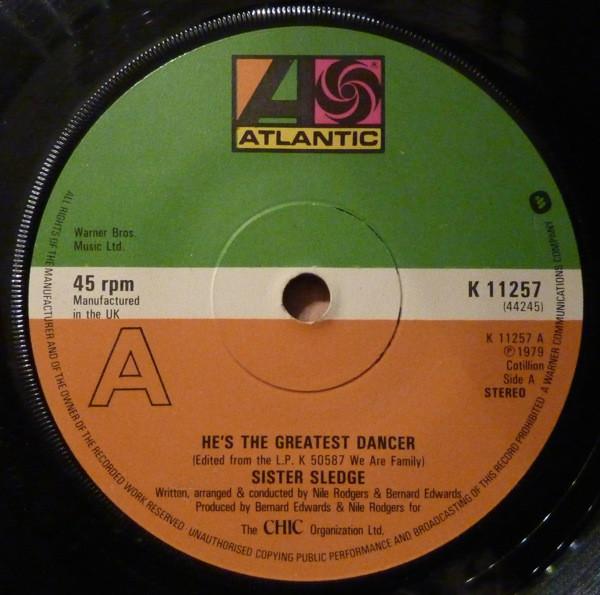 ATLANTIC
Warner Bros.
Music Ltd.
45 rpm
Manufactured
in the UK
K 11257
(44245)
A
K 11257 A
Ⓟ1979
Cotillion
Side A
STEREO
HE'S THE GREATEST DANCER
(Edited from the L.P. K 50587 We Are Family)
SISTER SLEDGE
Written, arranged & conducted by Nile Rodgers & Bernard Edwards
Produced by Bernard Edwards & Nile Rodgers for
The CHIC Organization Ltd.
ALL RIGHTS OF THE MANUFACTURER AND OF THE OWNER OF THE RECORDED WORK RESERVED UNAUTHORISED COPYING PUBLIC PERFORMANCE AND BROADCASTING OF THIS RECORD PROHIBITED A WARNER COMMUNICATIONS COMPANY